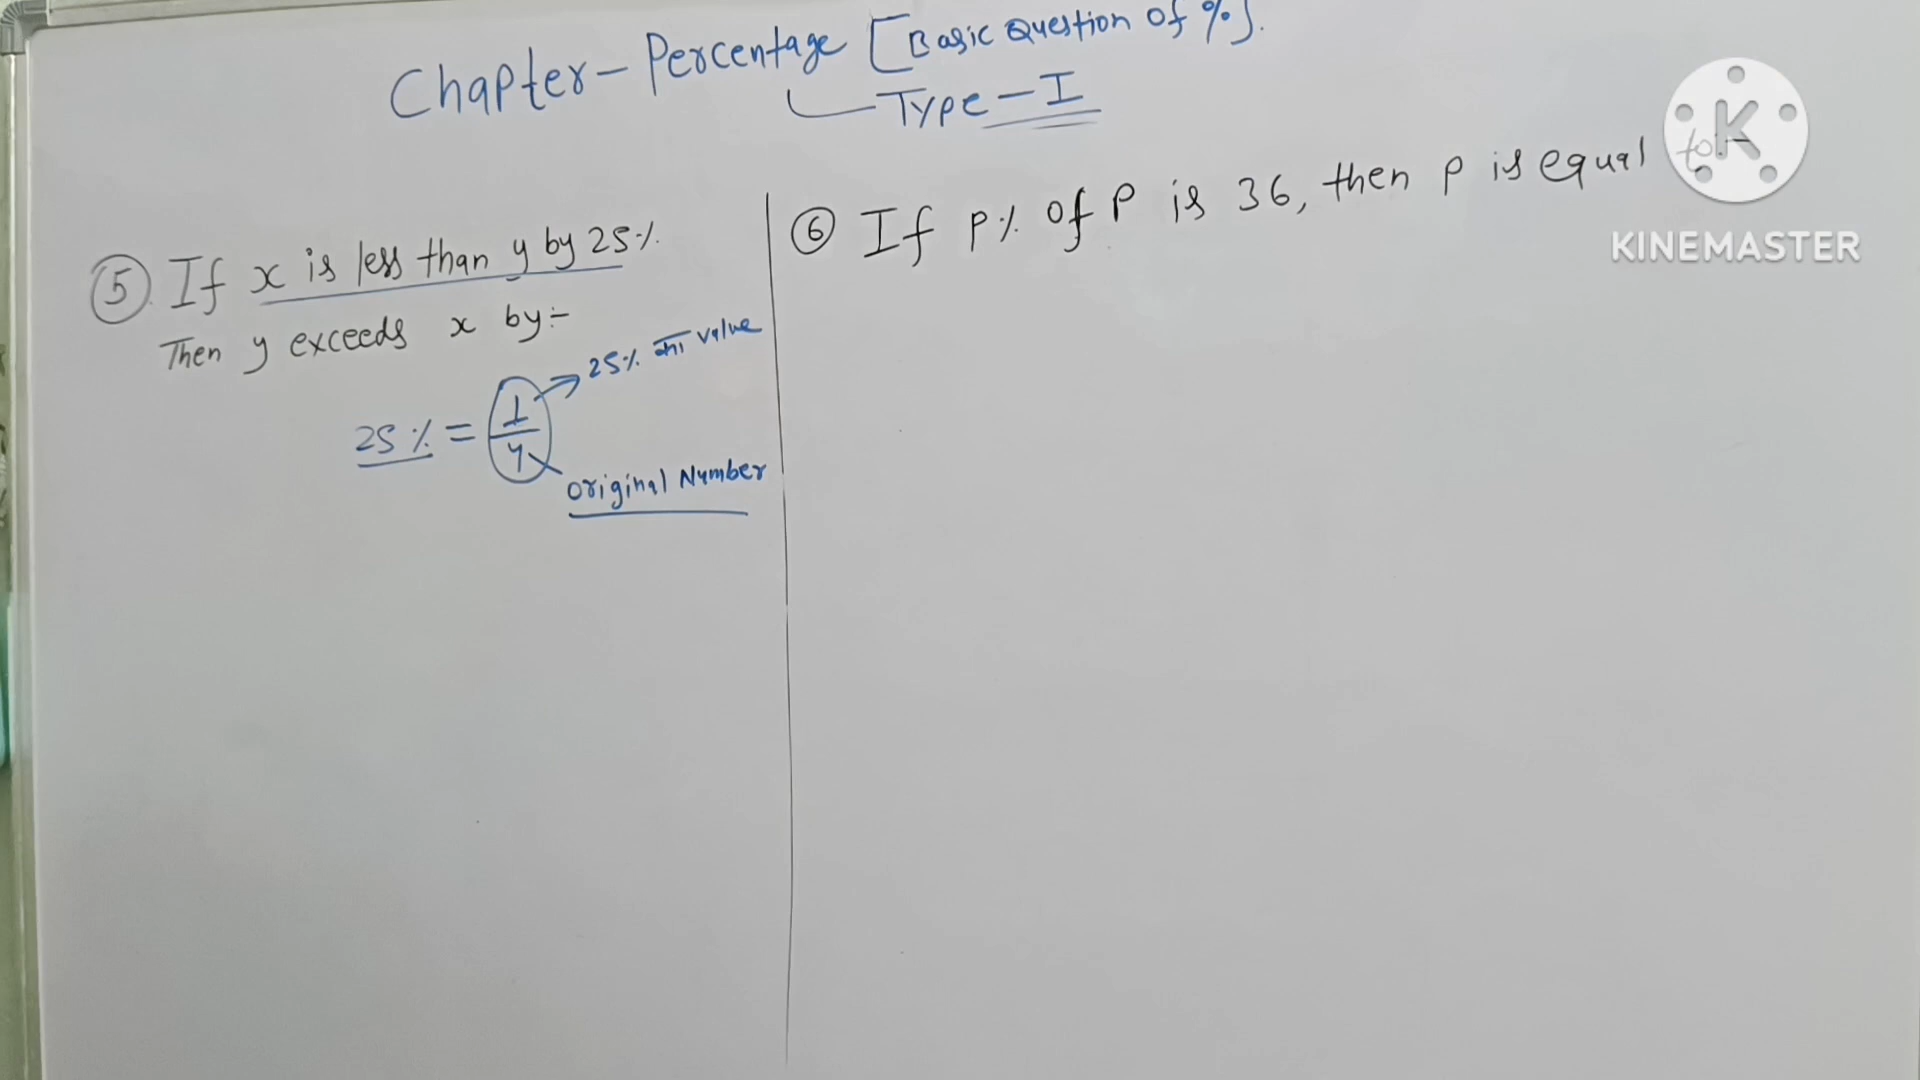 Chapter - Percentage [Basic Question of %].
Type - I
⑤ If x is less than y by 25%.
Then y exceeds x by:-
25% = 1/4
25% का value
Original Number
⑥ If P% of P is 36, then P is equal to:-
K
KINEMASTER